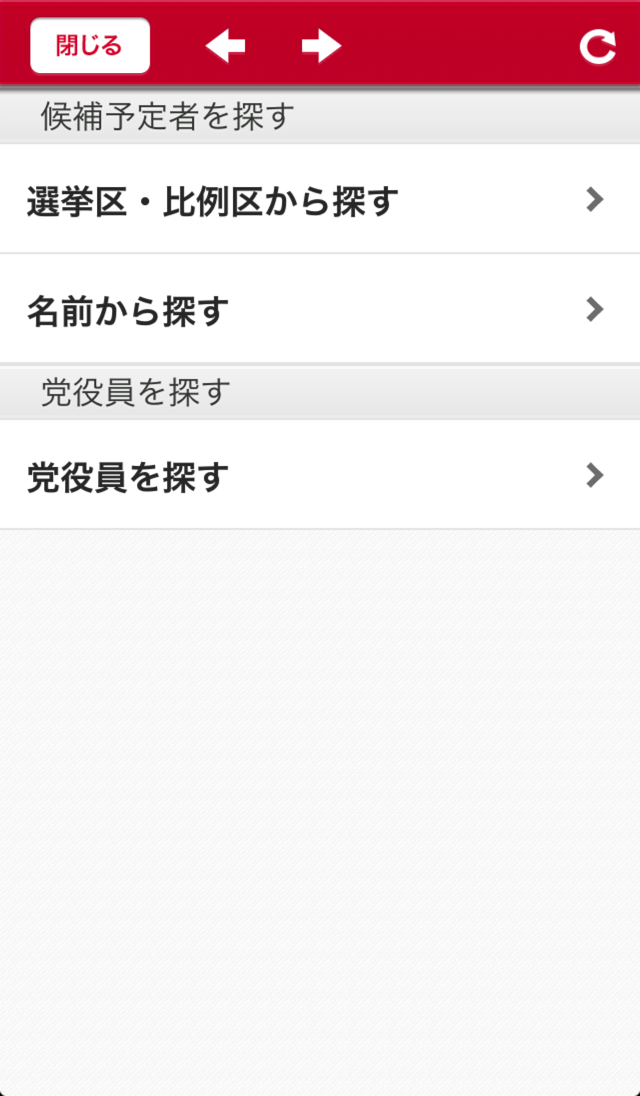 閉じる
候補予定者を探す
選挙区・比例区から探す
名前から探す
党役員を探す
党役員を探す